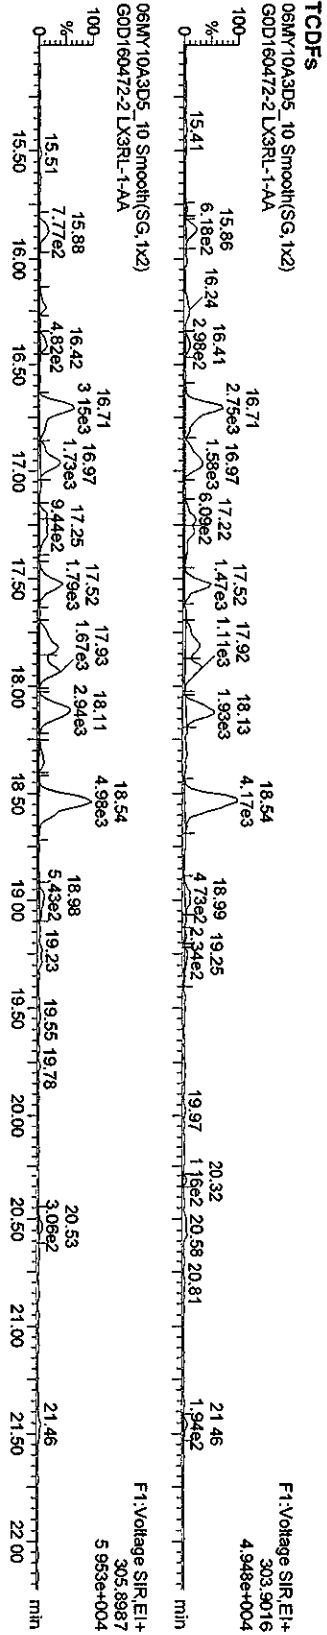 TCDFs
06MY10A3D5_10 Smooth(SG,1x2)
G0D160472-2 LX3RL-1-AA
F1:Voltage SIR,EI+
303.9016
4.948e+004
100
%
0
15.41
15.86
6.18e2
16.24
16.41
2.98e2
16.71
2.75e3
16.97
1.58e3
17.22
6.09e2
17.52
1.47e3
17.92
1.11e3
18.13
1.93e3
18.54
4.17e3
18.99
4.73e2
19.25
2.34e2
19.97
20.32
1.16e2
20.58
20.81
21.46
1.94e2
min
06MY10A3D5_10 Smooth(SG,1x2)
G0D160472-2 LX3RL-1-AA
F1:Voltage SIR,EI+
305.8987
5.953e+004
100
%
0
15.51
15.88
7.77e2
16.42
4.82e2
16.71
3.15e3
16.97
1.73e3
17.25
9.44e2
17.52
1.79e3
17.93
1.67e3
18.11
2.94e3
18.54
4.98e3
18.98
5.43e2
19.23
19.55
19.78
20.53
3.06e2
21.46
min
15.50 16.00 16.50 17.00 17.50 18.00 18.50 19.00 19.50 20.00 20.50 21.00 21.50 22.00